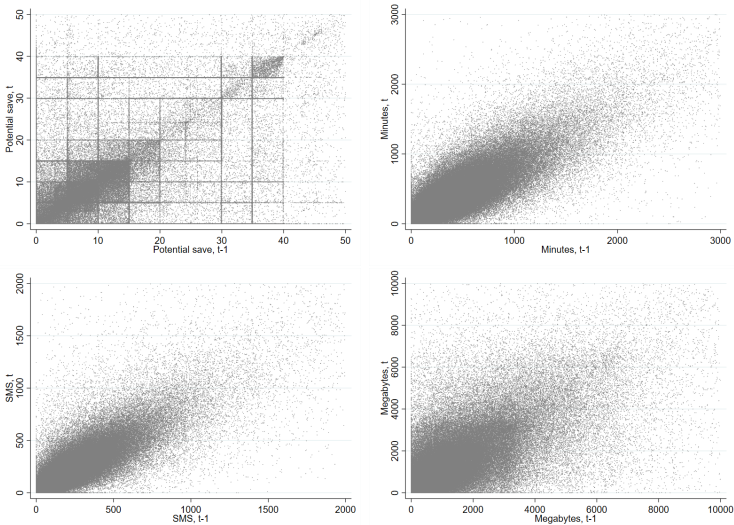 Potential save, t
0 10 20 30 40 50
0 10 20 30 40 50
Potential save, t-1
Minutes, t
0 1000 2000 3000
0 1000 2000 3000
Minutes, t-1
SMS, t
0 500 1000 1500 2000
0 500 1000 1500 2000
SMS, t-1
Megabytes, t
0 2000 4000 6000 8000 10000
0 2000 4000 6000 8000 10000
Megabytes, t-1